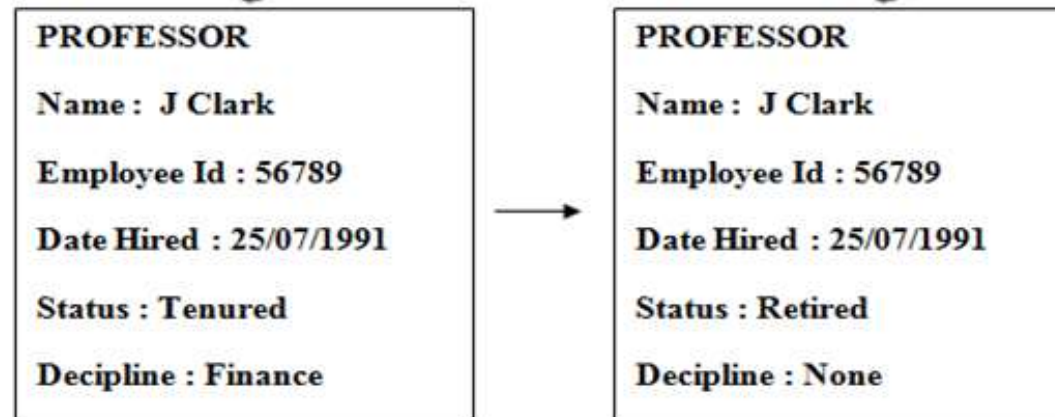 PROFESSOR
Name : J Clark
Employee Id : 56789
Date Hired : 25/07/1991
Status : Tenured
Decipline : Finance
PROFESSOR
Name : J Clark
Employee Id : 56789
Date Hired : 25/07/1991
Status : Retired
Decipline : None